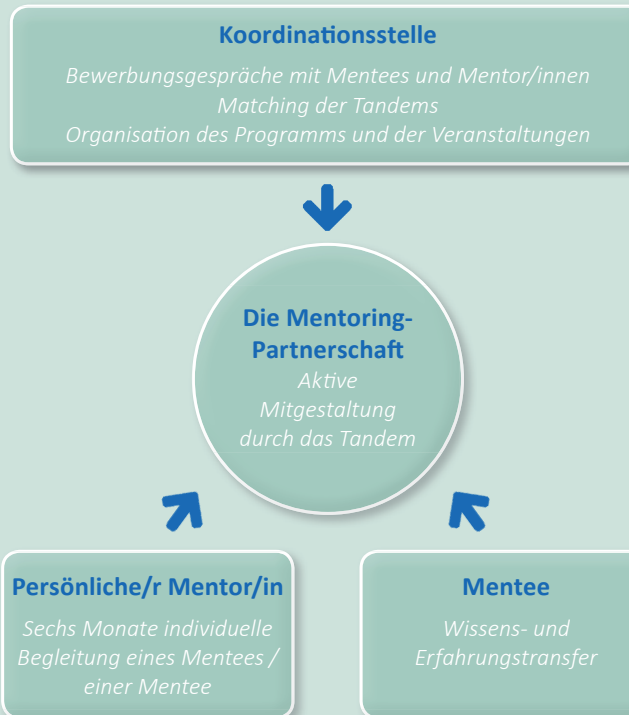 Koordinationsstelle
Bewerbungsgespräche mit Mentees und Mentor/innen
Matching der Tandems
Organisation des Programms und der Veranstaltungen
Die Mentoring-
Partnerschaft
Aktive
Mitgestaltung
durch das Tandem
Persönliche/r Mentor/in
Sechs Monate individuelle
Begleitung eines Mentees /
einer Mentee
Mentee
Wissens- und
Erfahrungstransfer